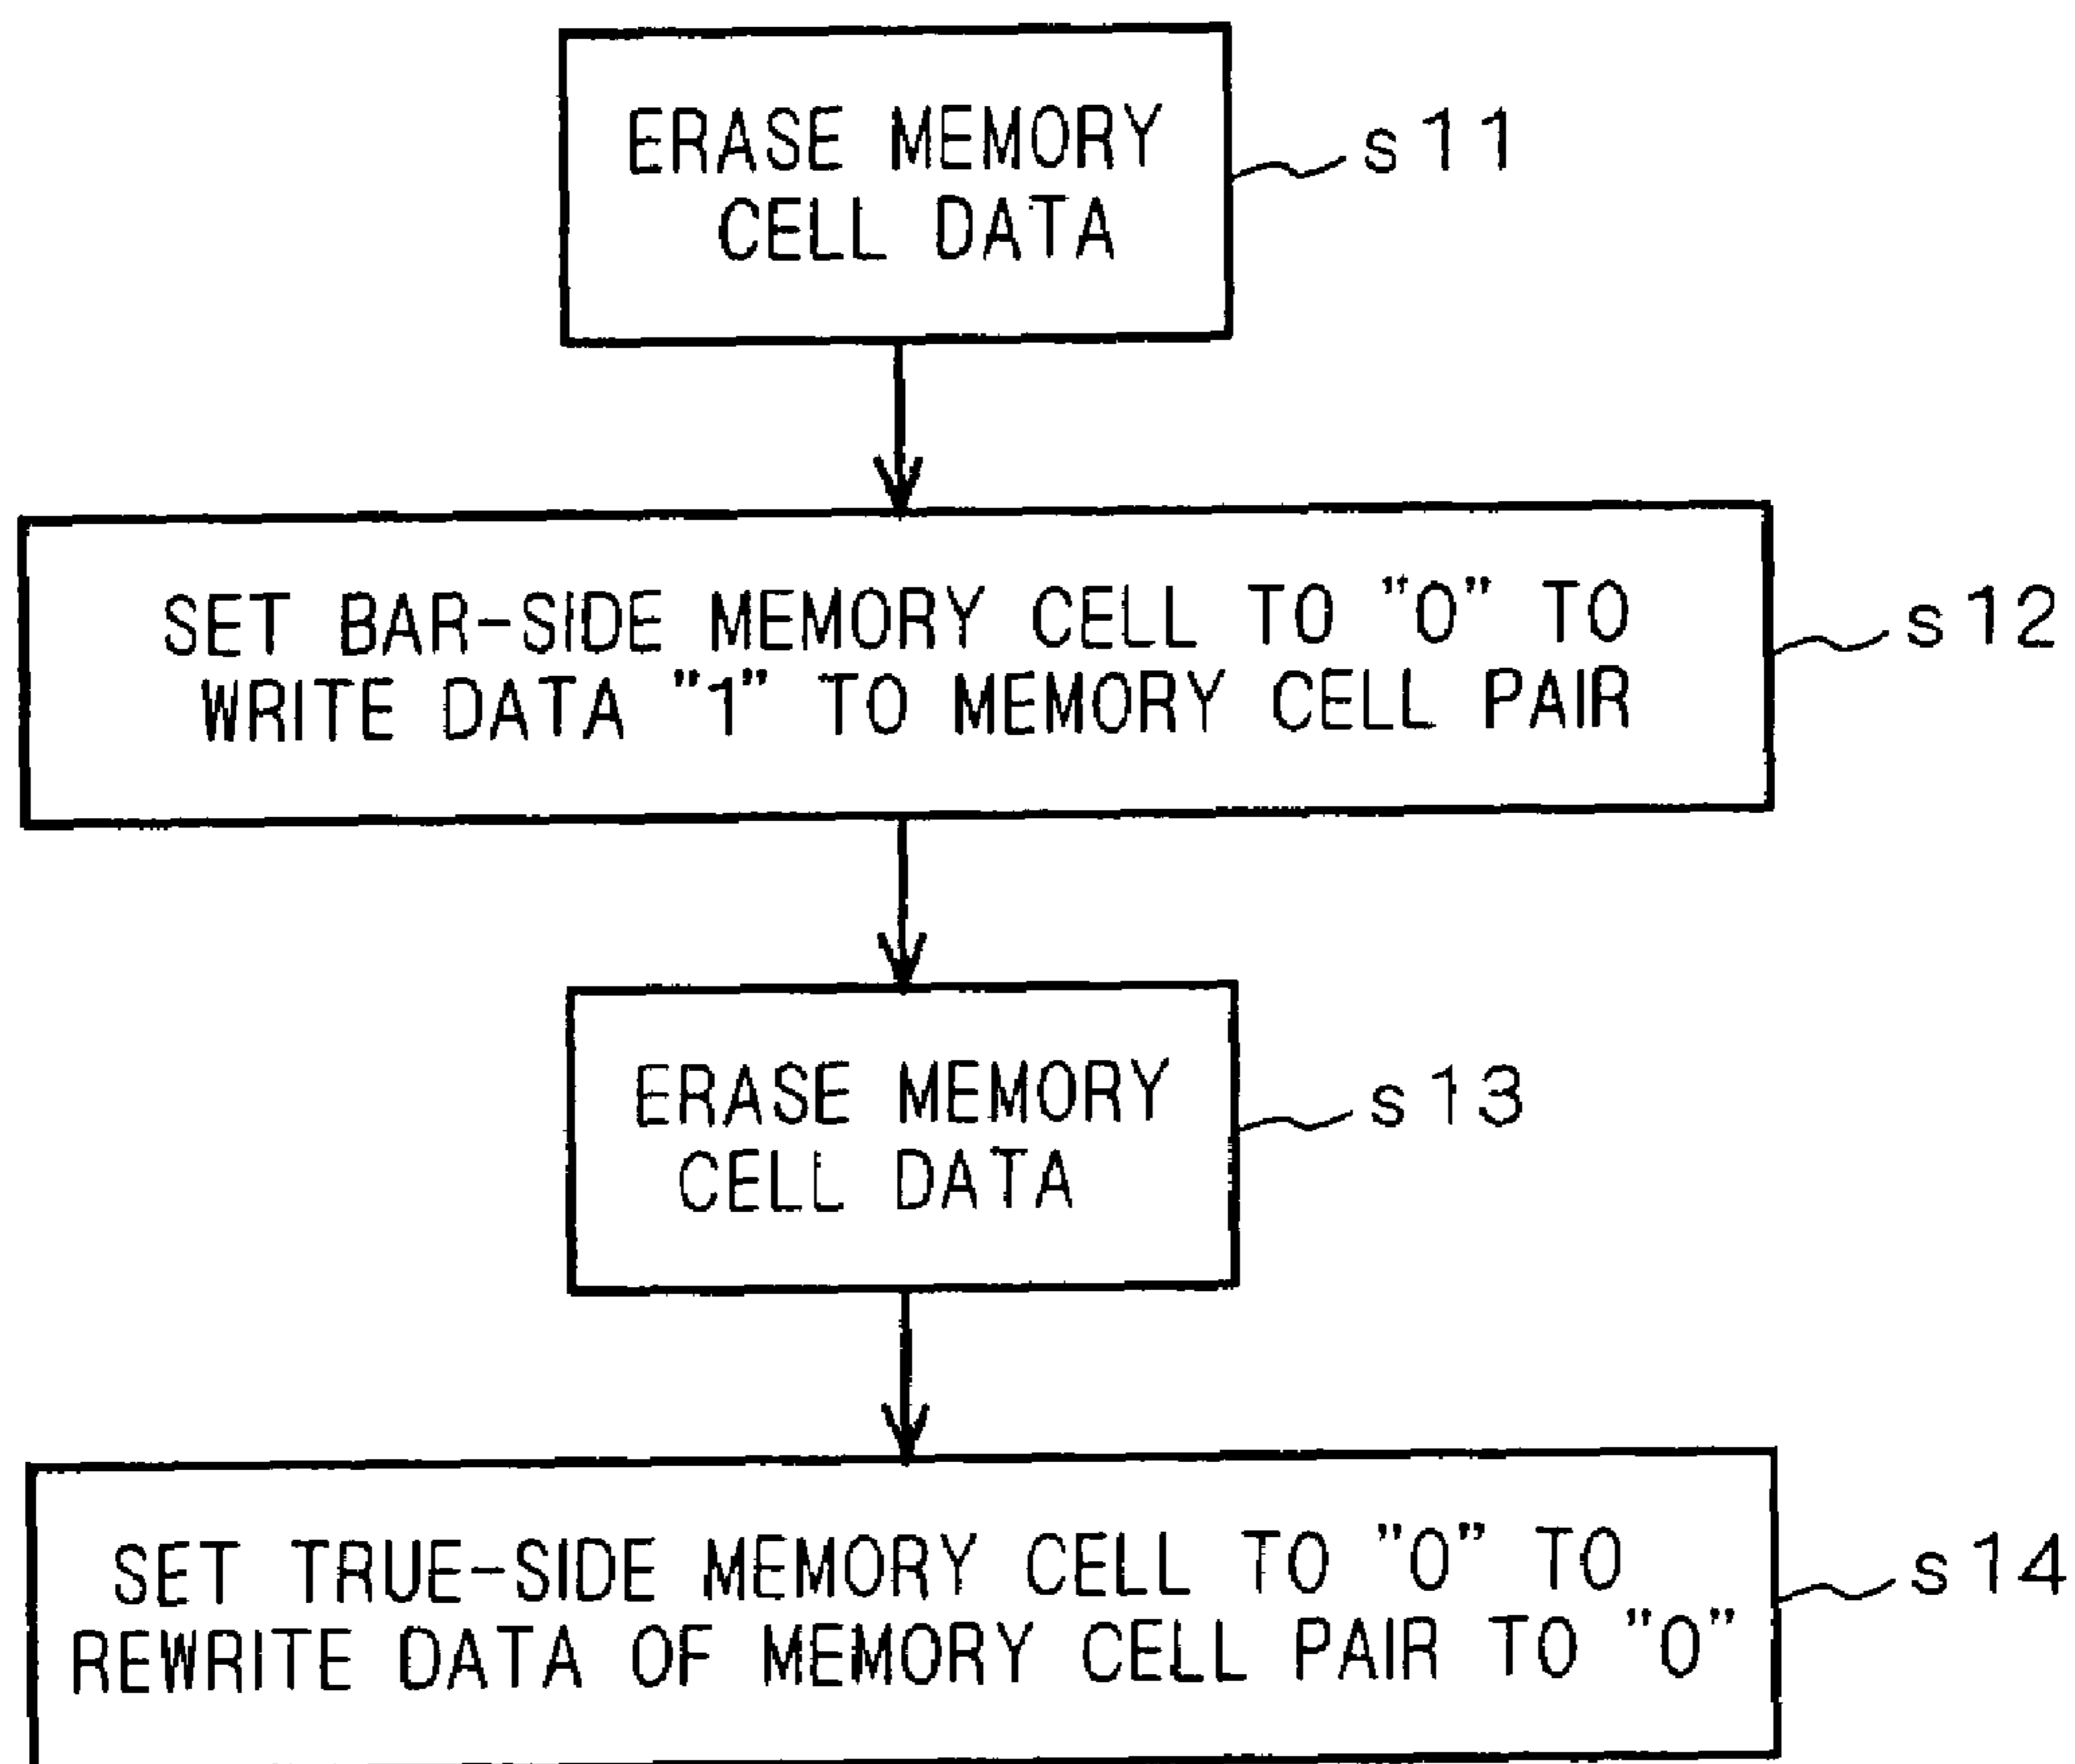 ERASE MEMORY
CELL DATA
s11
SET BAR-SIDE MEMORY CELL TO "0" TO
WRITE DATA "1" TO MEMORY CELL PAIR
s12
ERASE MEMORY
CELL DATA
s13
SET TRUE-SIDE MEMORY CELL TO "0" TO
REWRITE DATA OF MEMORY CELL PAIR TO "0"
s14